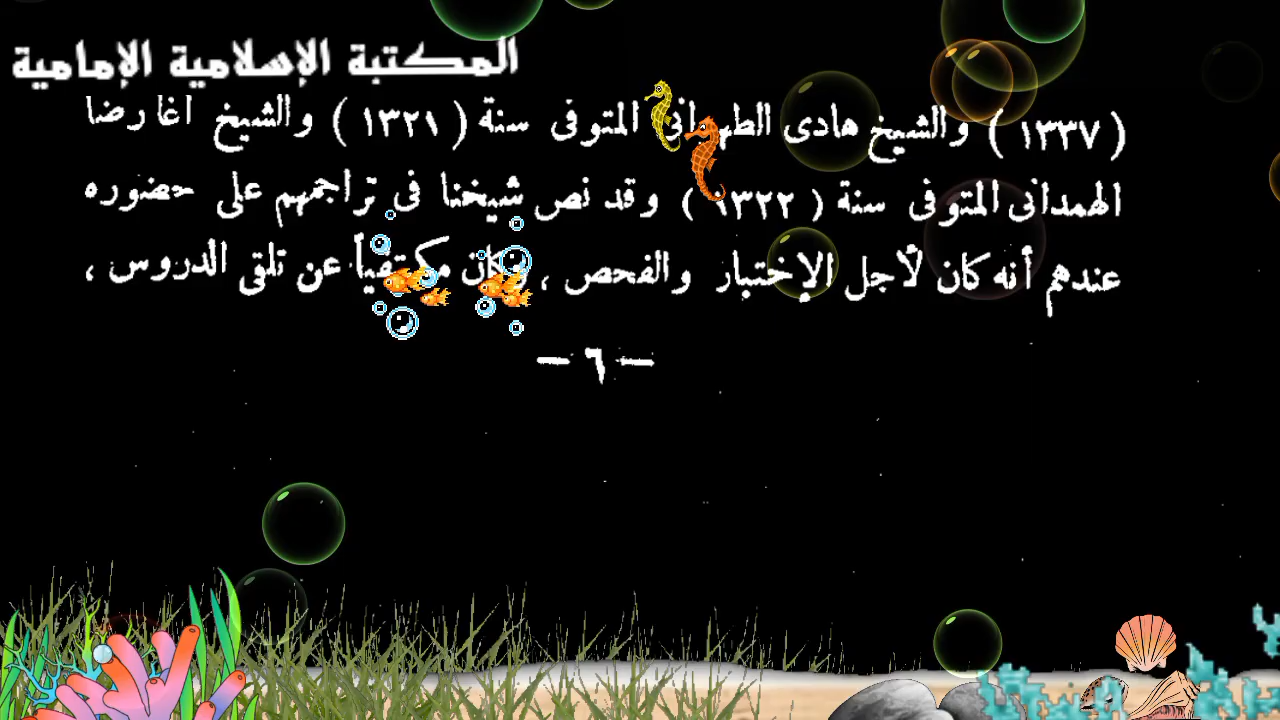 المكتبة الإسلامية الإمامية
( ١٣٣٧ ) والشيخ هادى الطهرانى المتوفى سنة ( ١٣٢١ ) والشيخ اغا رضا
الهمدانى المتوفى سنة ( ١٣٢٢ ) وقد نص شيخنا فى تراجمهم على حضوره
عندهم أنه كان لأجل الإختبار والفحص ، وكان مكتفياً عن تلقى الدروس ،
— ٦ —